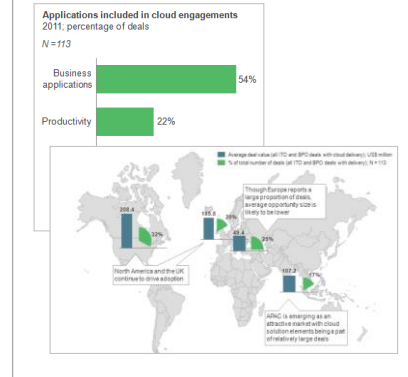 Applications included in cloud engagements
2011; percentage of deals
N =113
Business
applications
54%
Productivity
22%
Average deal value (all ITO and BPO deals with cloud delivery); US$ million
% of total number of deals (all ITO and BPO deals with delivery); N = 113
Though Europe reports a
large proportion of deals,
average opportunity size is
likely to be lower
32%
25%
49.4
107.2
17%
North America and the UK
continue to drive adoption
APAC is emerging as an
attractive market with cloud
solution elements being a part
of relatively large deals